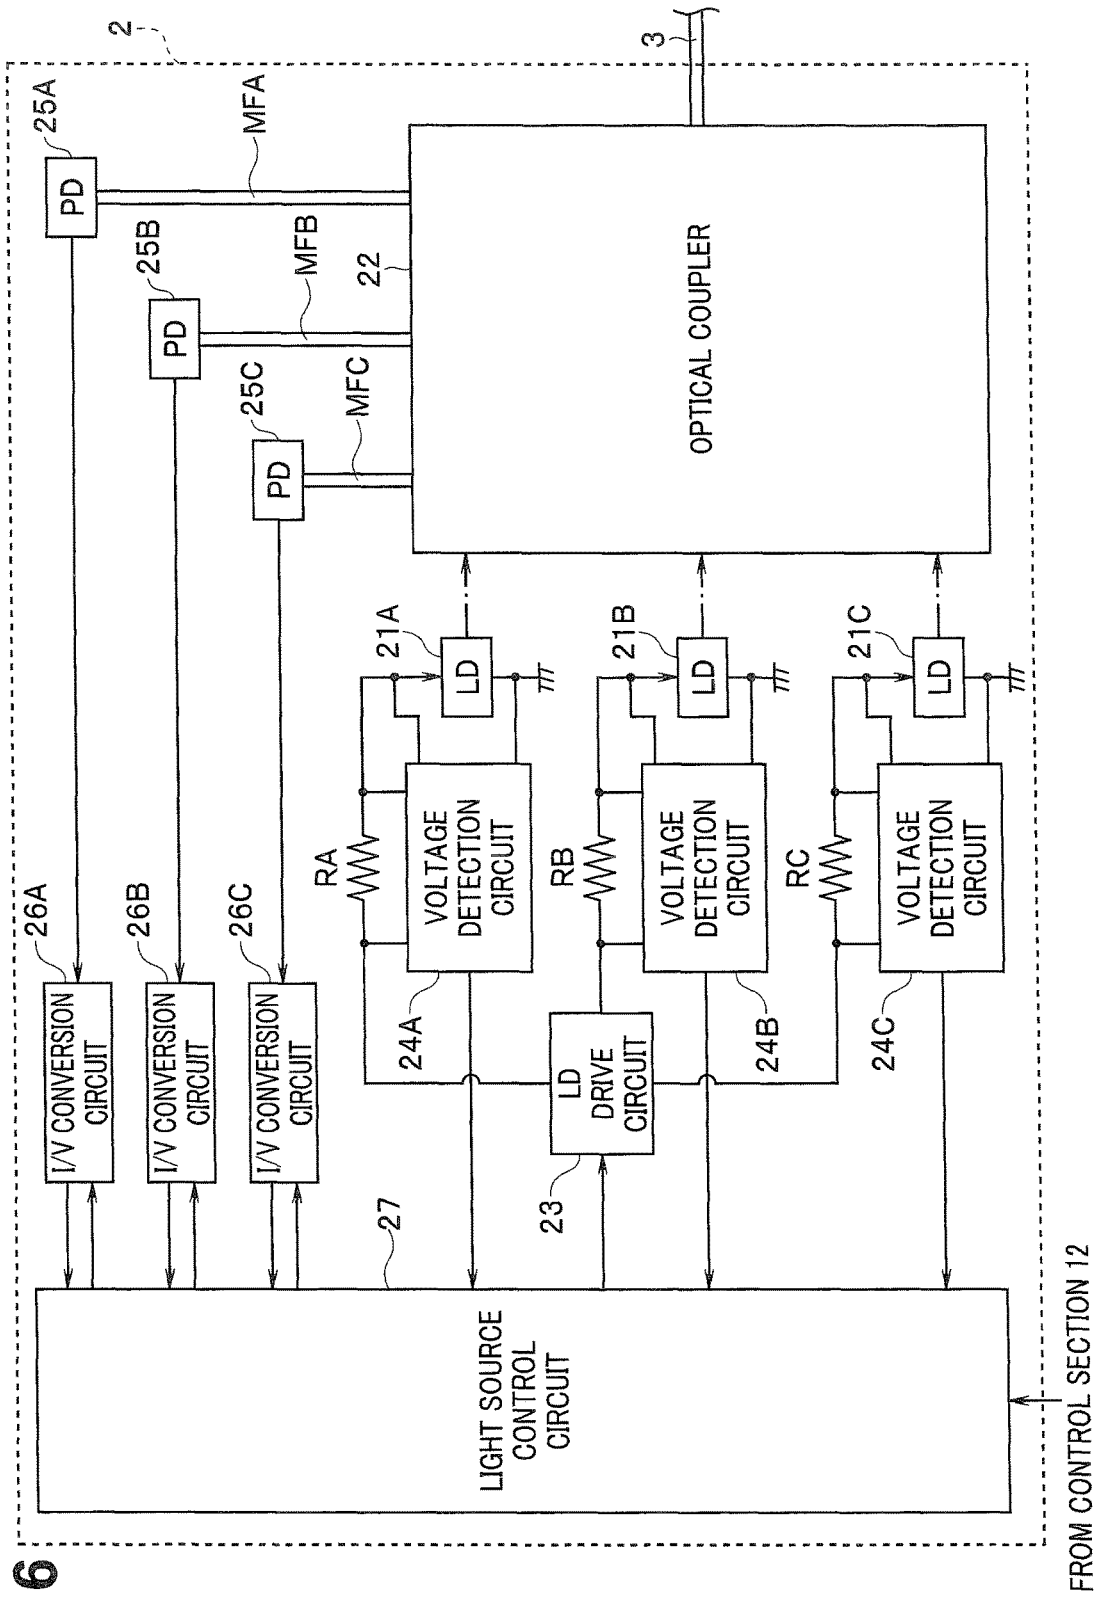 6
2
25A
PD
MFA
25B
PD
MFB
22
25C
PD
MFC
3
OPTICAL COUPLER
26A
I/V CONVERSION
CIRCUIT
26B
I/V CONVERSION
CIRCUIT
26C
I/V CONVERSION
CIRCUIT
RA
21A
LD
VOLTAGE
DETECTION
CIRCUIT
24A
RB
21B
LD
VOLTAGE
DETECTION
CIRCUIT
24B
RC
21C
LD
VOLTAGE
DETECTION
CIRCUIT
24C
LD
DRIVE
CIRCUIT
23
27
LIGHT SOURCE
CONTROL
CIRCUIT
FROM CONTROL SECTION 12